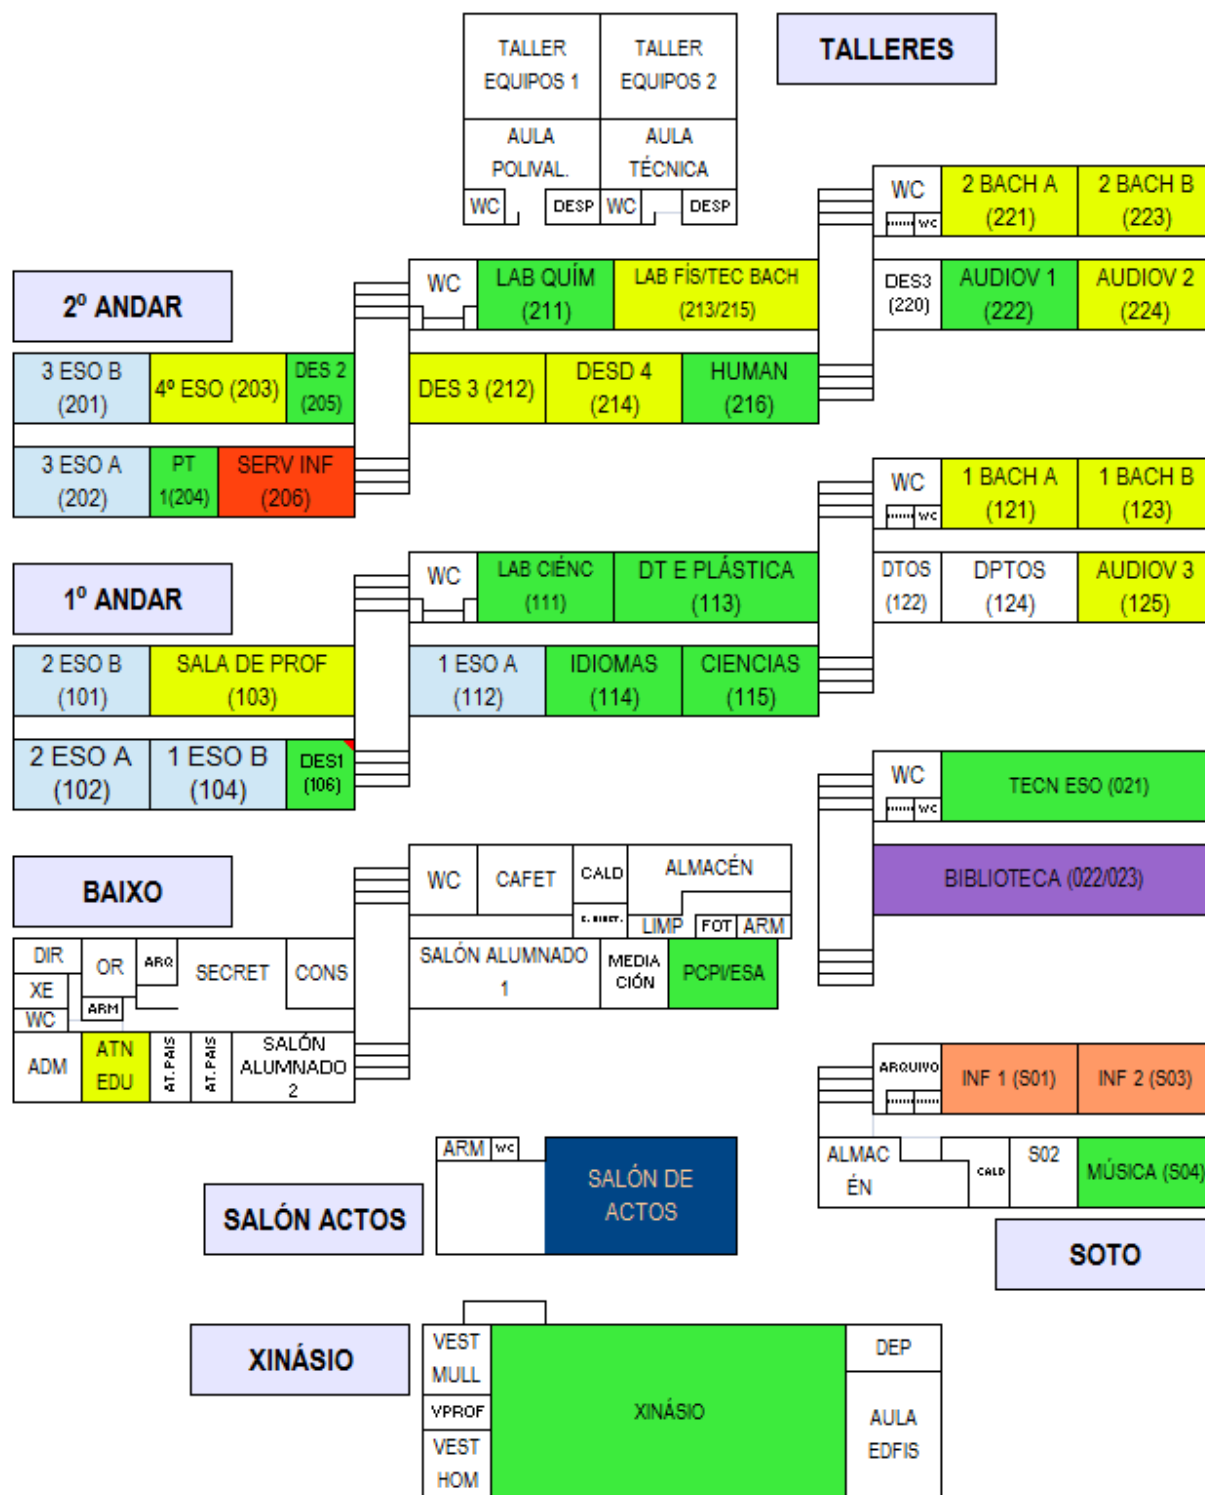 TALLER
EQUIPOS 1
TALLER
EQUIPOS 2
TALLERES
AULA
POLIVAL.
AULA
TÉCNICA
WC
DESP
WC
DESP
WC
WC
2 BACH A
(221)
2 BACH B
(223)
DES3
(220)
AUDIOV 1
(222)
AUDIOV 2
(224)
2º ANDAR
WC
LAB QUÍM
(211)
LAB FÍS/TEC BACH
(213/215)
3 ESO B
(201)
4º ESO (203)
DES 2
(205)
DES 3 (212)
DESD 4
(214)
HUMAN
(216)
3 ESO A
(202)
PT
1(204)
SERV INF
(206)
WC
WC
1 BACH A
(121)
1 BACH B
(123)
DTOS
(122)
DPTOS
(124)
AUDIOV 3
(125)
1º ANDAR
WC
LAB CIÉNC
(111)
DT E PLÁSTICA
(113)
2 ESO B
(101)
SALA DE PROF
(103)
1 ESO A
(112)
IDIOMAS
(114)
CIENCIAS
(115)
2 ESO A
(102)
1 ESO B
(104)
DES1
(106)
WC
WC
TECN ESO (021)
BIBLIOTECA (022/023)
BAIXO
WC
CAFET
CALD
ALMACÉN
LIMP
FOT
ARM
DIR
XE
WC
OR
ARM
ARQ
SECRET
CONS
SALÓN ALUMNADO
1
MEDIA
CIÓN
PCPI/ESA
ADM
ATN
EDU
AT.PAIS
AT.PAIS
SALÓN
ALUMNADO
2
ARQUIVO
INF 1 (S01)
INF 2 (S03)
ALMAC
ÉN
CALD
S02
MÚSICA (S04)
SOTO
SALÓN ACTOS
ARM
WC
SALÓN DE
ACTOS
XINÁSIO
VEST
MULL
VPROF
VEST
HOM
XINÁSIO
DEP
AULA
EDFIS